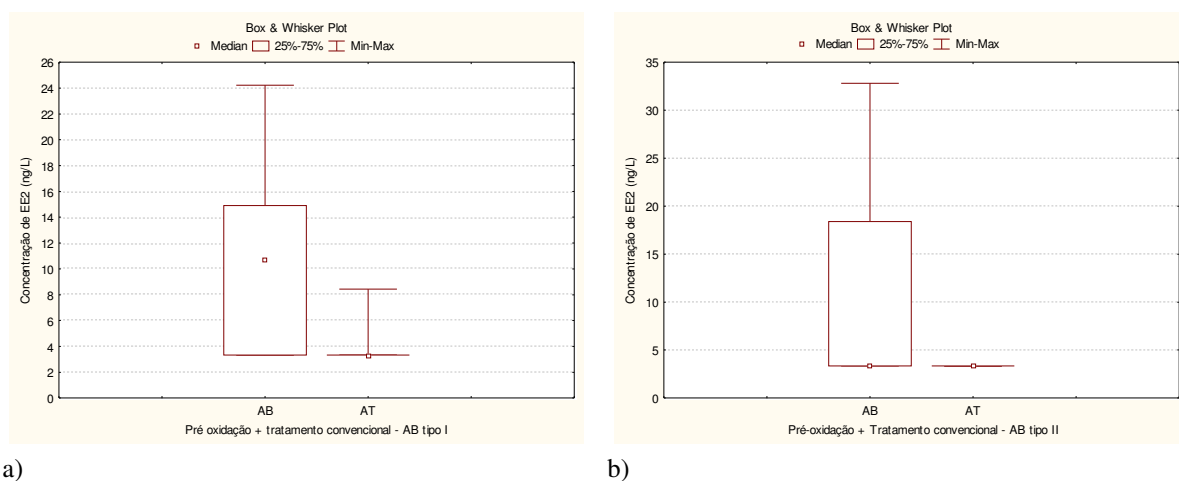 Box & Whisker Plot
Median 25%-75% Min-Max
26
24
22
20
18
16
14
12
10
8
6
4
2
0
Concentração de EE2 (ng/L)
AB AT
Pré oxidação + tratamento convencional - AB tipo I
a)
Box & Whisker Plot
Median 25%-75% Min-Max
35
30
25
20
15
10
5
0
Concentração de EE2 (ng/L)
AB AT
Pré-oxidação + Tratamento convencional - AB tipo II
b)